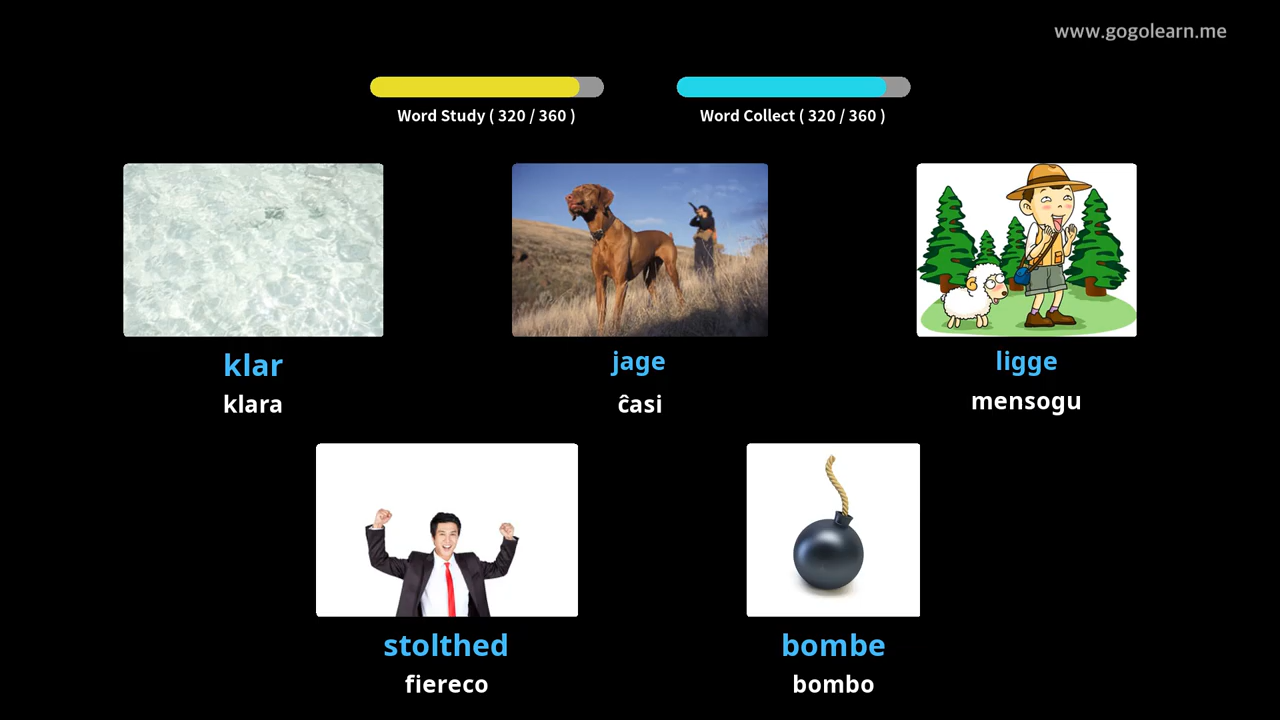 www.gogolearn.me
Word Study ( 320 / 360 )
Word Collect ( 320 / 360 )
klar
klara
jage
ĉasi
ligge
mensogu
stolthed
fiereco
bombe
bombo